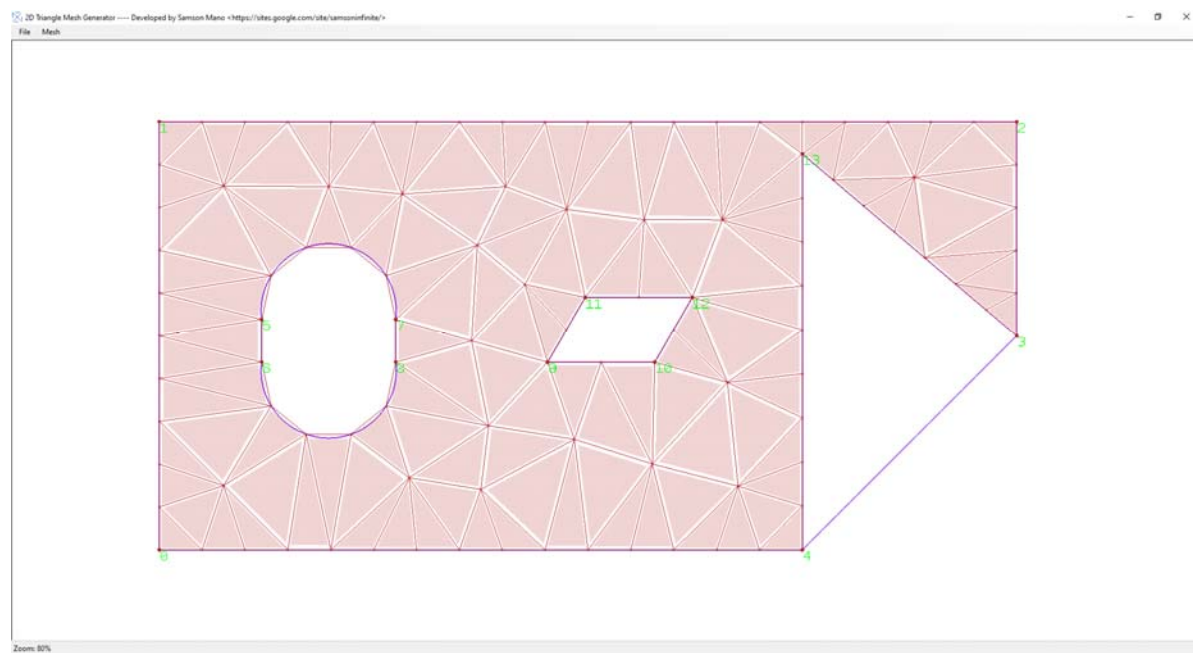 2D Triangle Mesh Generator ---- Developed by Samson Mano <https://sites.google.com/site/samsoninfinite/>
File Mesh
1 2
13
11 12
5 7 3
6 8 9 10
0 4
Zoom: 80%